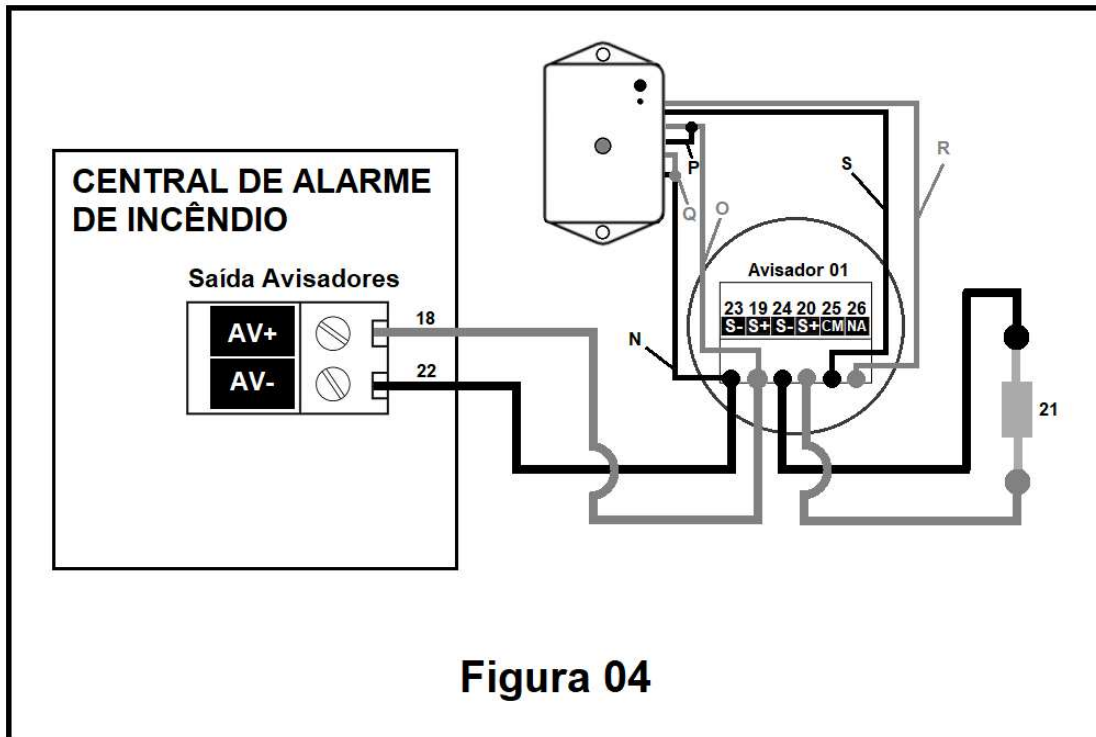 CENTRAL DE ALARME
DE INCÊNDIO
Saída Avisadores
AV+
AV-
18
22
P
Q
O
N
S
R
Avisador 01
23 19 24 20 25 26
S- S+ S- S+ CM NA
21
Figura 04